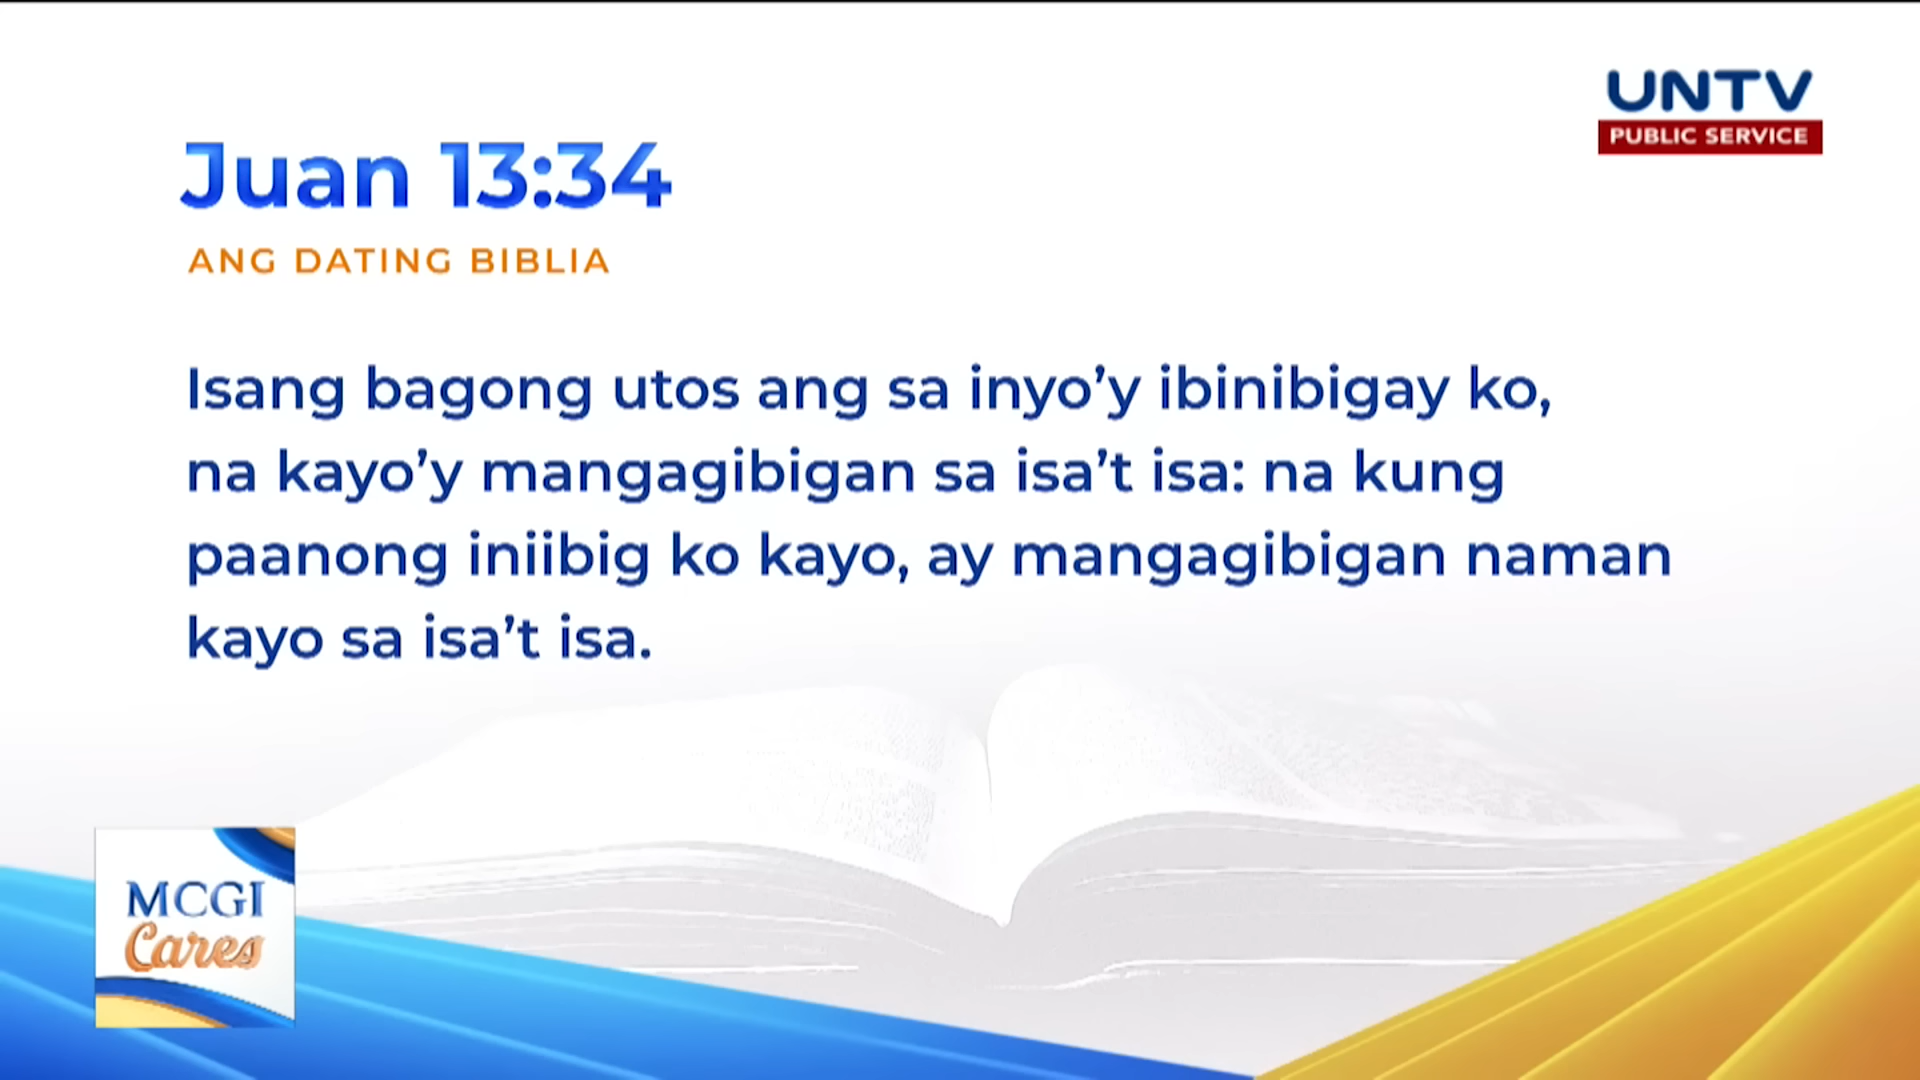 UNTV
PUBLIC SERVICE
Juan 13:34
ANG DATING BIBLIA
Isang bagong utos ang sa inyo’y ibinibigay ko,
na kayo’y mangagibigan sa isa’t isa: na kung
paanong iniibig ko kayo, ay mangagibigan naman
kayo sa isa’t isa.
MCGI
Cares